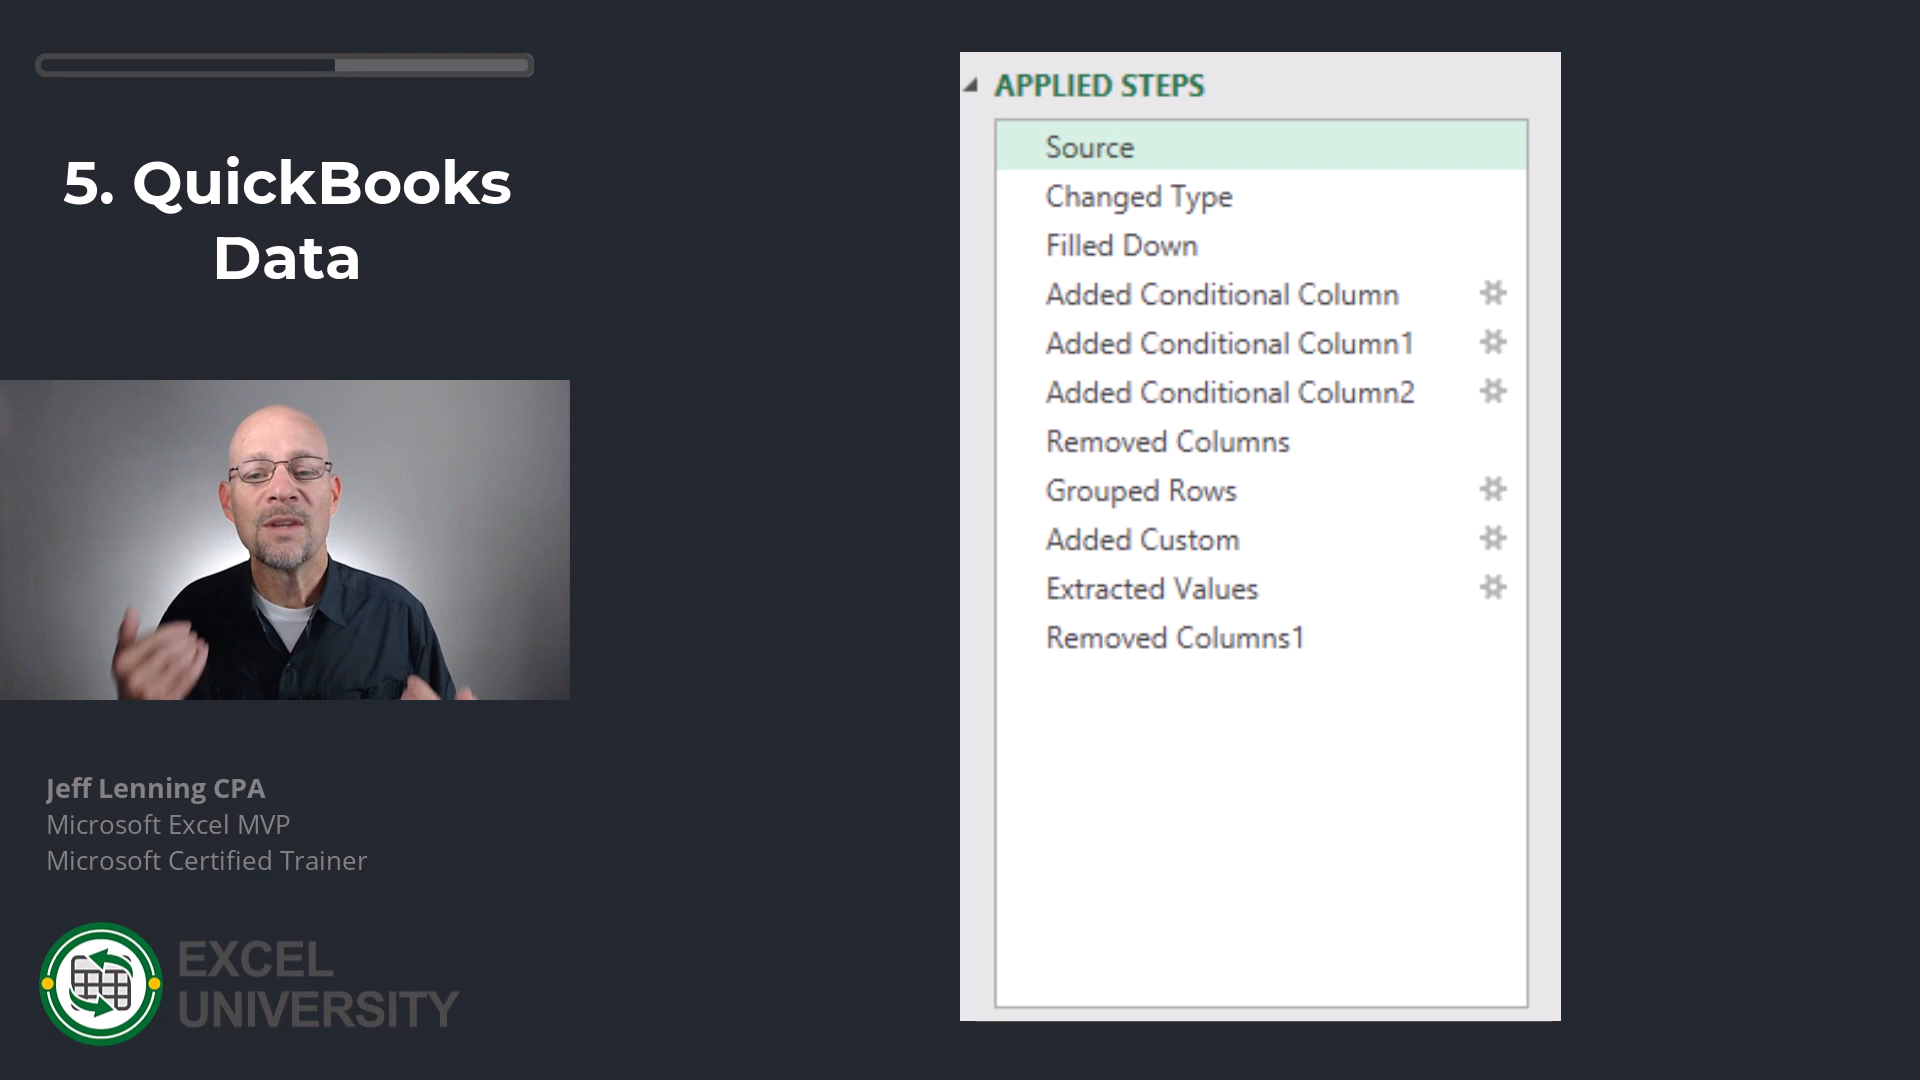 5. QuickBooks
Data
Jeff Lenning CPA
Microsoft Excel MVP
Microsoft Certified Trainer
EXCEL
UNIVERSITY
APPLIED STEPS
Source
Changed Type
Filled Down
Added Conditional Column
Added Conditional Column1
Added Conditional Column2
Removed Columns
Grouped Rows
Added Custom
Extracted Values
Removed Columns1